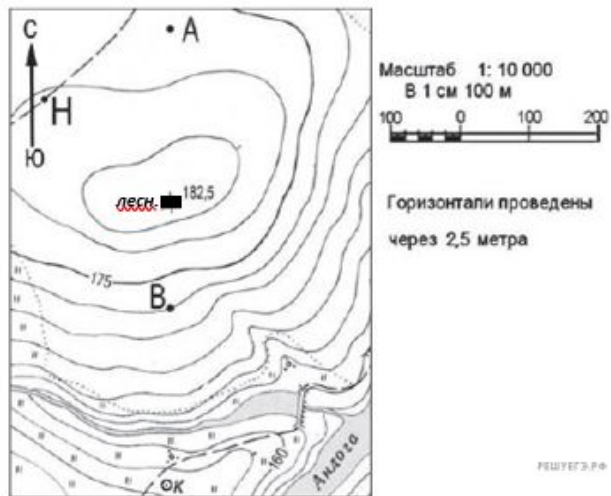 С
А
Н
Ю
лесн. 182,5
175
В
160
К
Андога
Масштаб 1: 10 000
В 1 см 100 м
100 0 100 200
Горизонтали проведены
через 2,5 метра
РЕШУЕГЭ.РФ